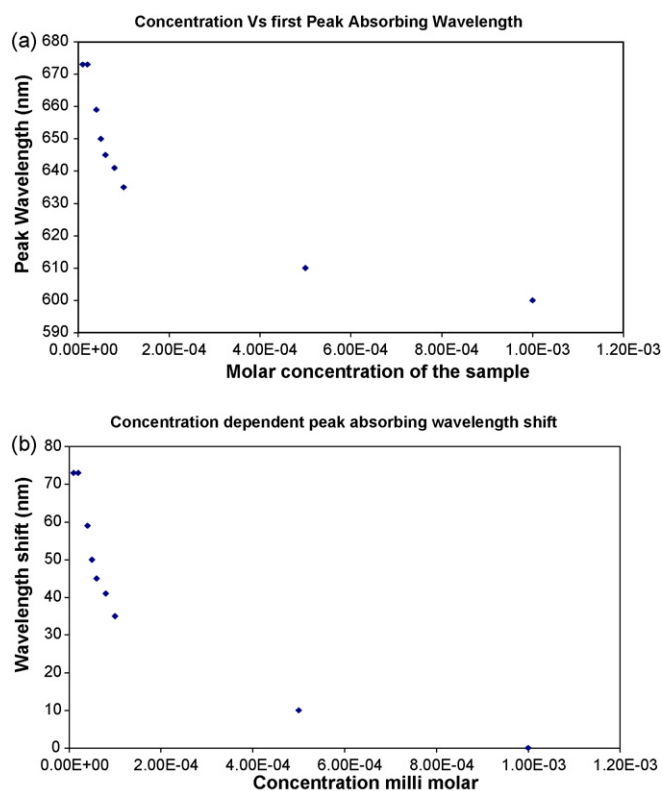 Concentration Vs first Peak Absorbing Wavelength
(a)
Peak Wavelength (nm)
680
670
660
650
640
630
620
610
600
590
0.00E+00 2.00E-04 4.00E-04 6.00E-04 8.00E-04 1.00E-03 1.20E-03
Molar concentration of the sample
Concentration dependent peak absorbing wavelength shift
(b)
Wavelength shift (nm)
80
70
60
50
40
30
20
10
0
0.00E+00 2.00E-04 4.00E-04 6.00E-04 8.00E-04 1.00E-03 1.20E-03
Concentration milli molar